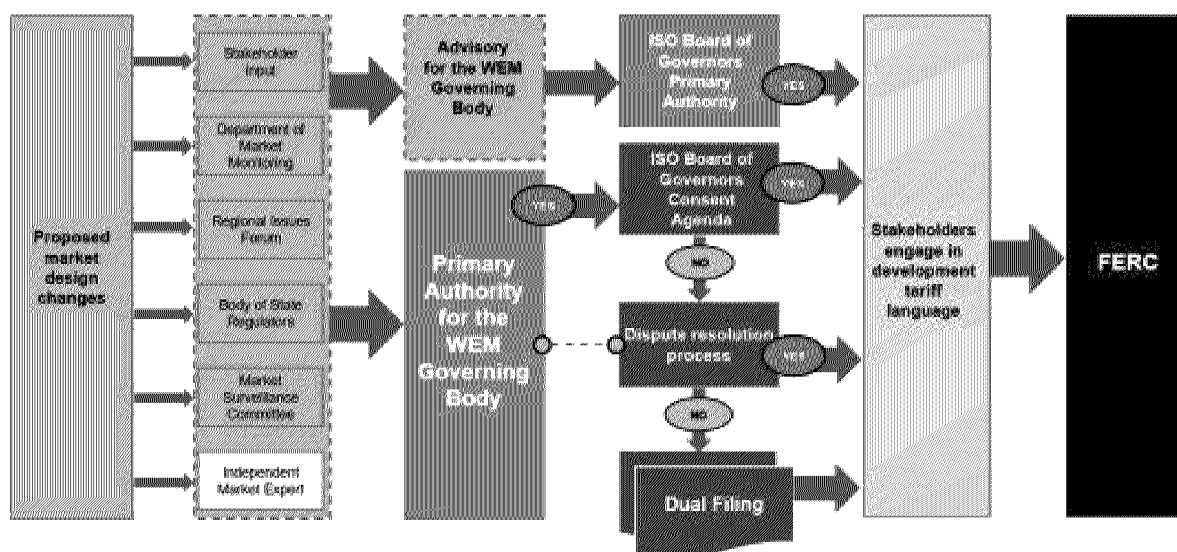 Proposed
market
design
changes
Stakeholder
Input
Department of
Market
Monitoring
Regional Issues
Forum
Body of State
Regulators
Market
Surveillance
Committee
Independent
Market Expert
Advisory
for the WEM
Governing
Body
Primary
Authority
for the
WEM
Governing
Body
YES
ISO Board of
Governors
Primary
Authority
YES
ISO Board of
Governors
Consent
Agenda
YES
NO
Dispute resolution
process
YES
NO
Dual Filing
Stakeholders
engage in
development
tariff
language
FERC